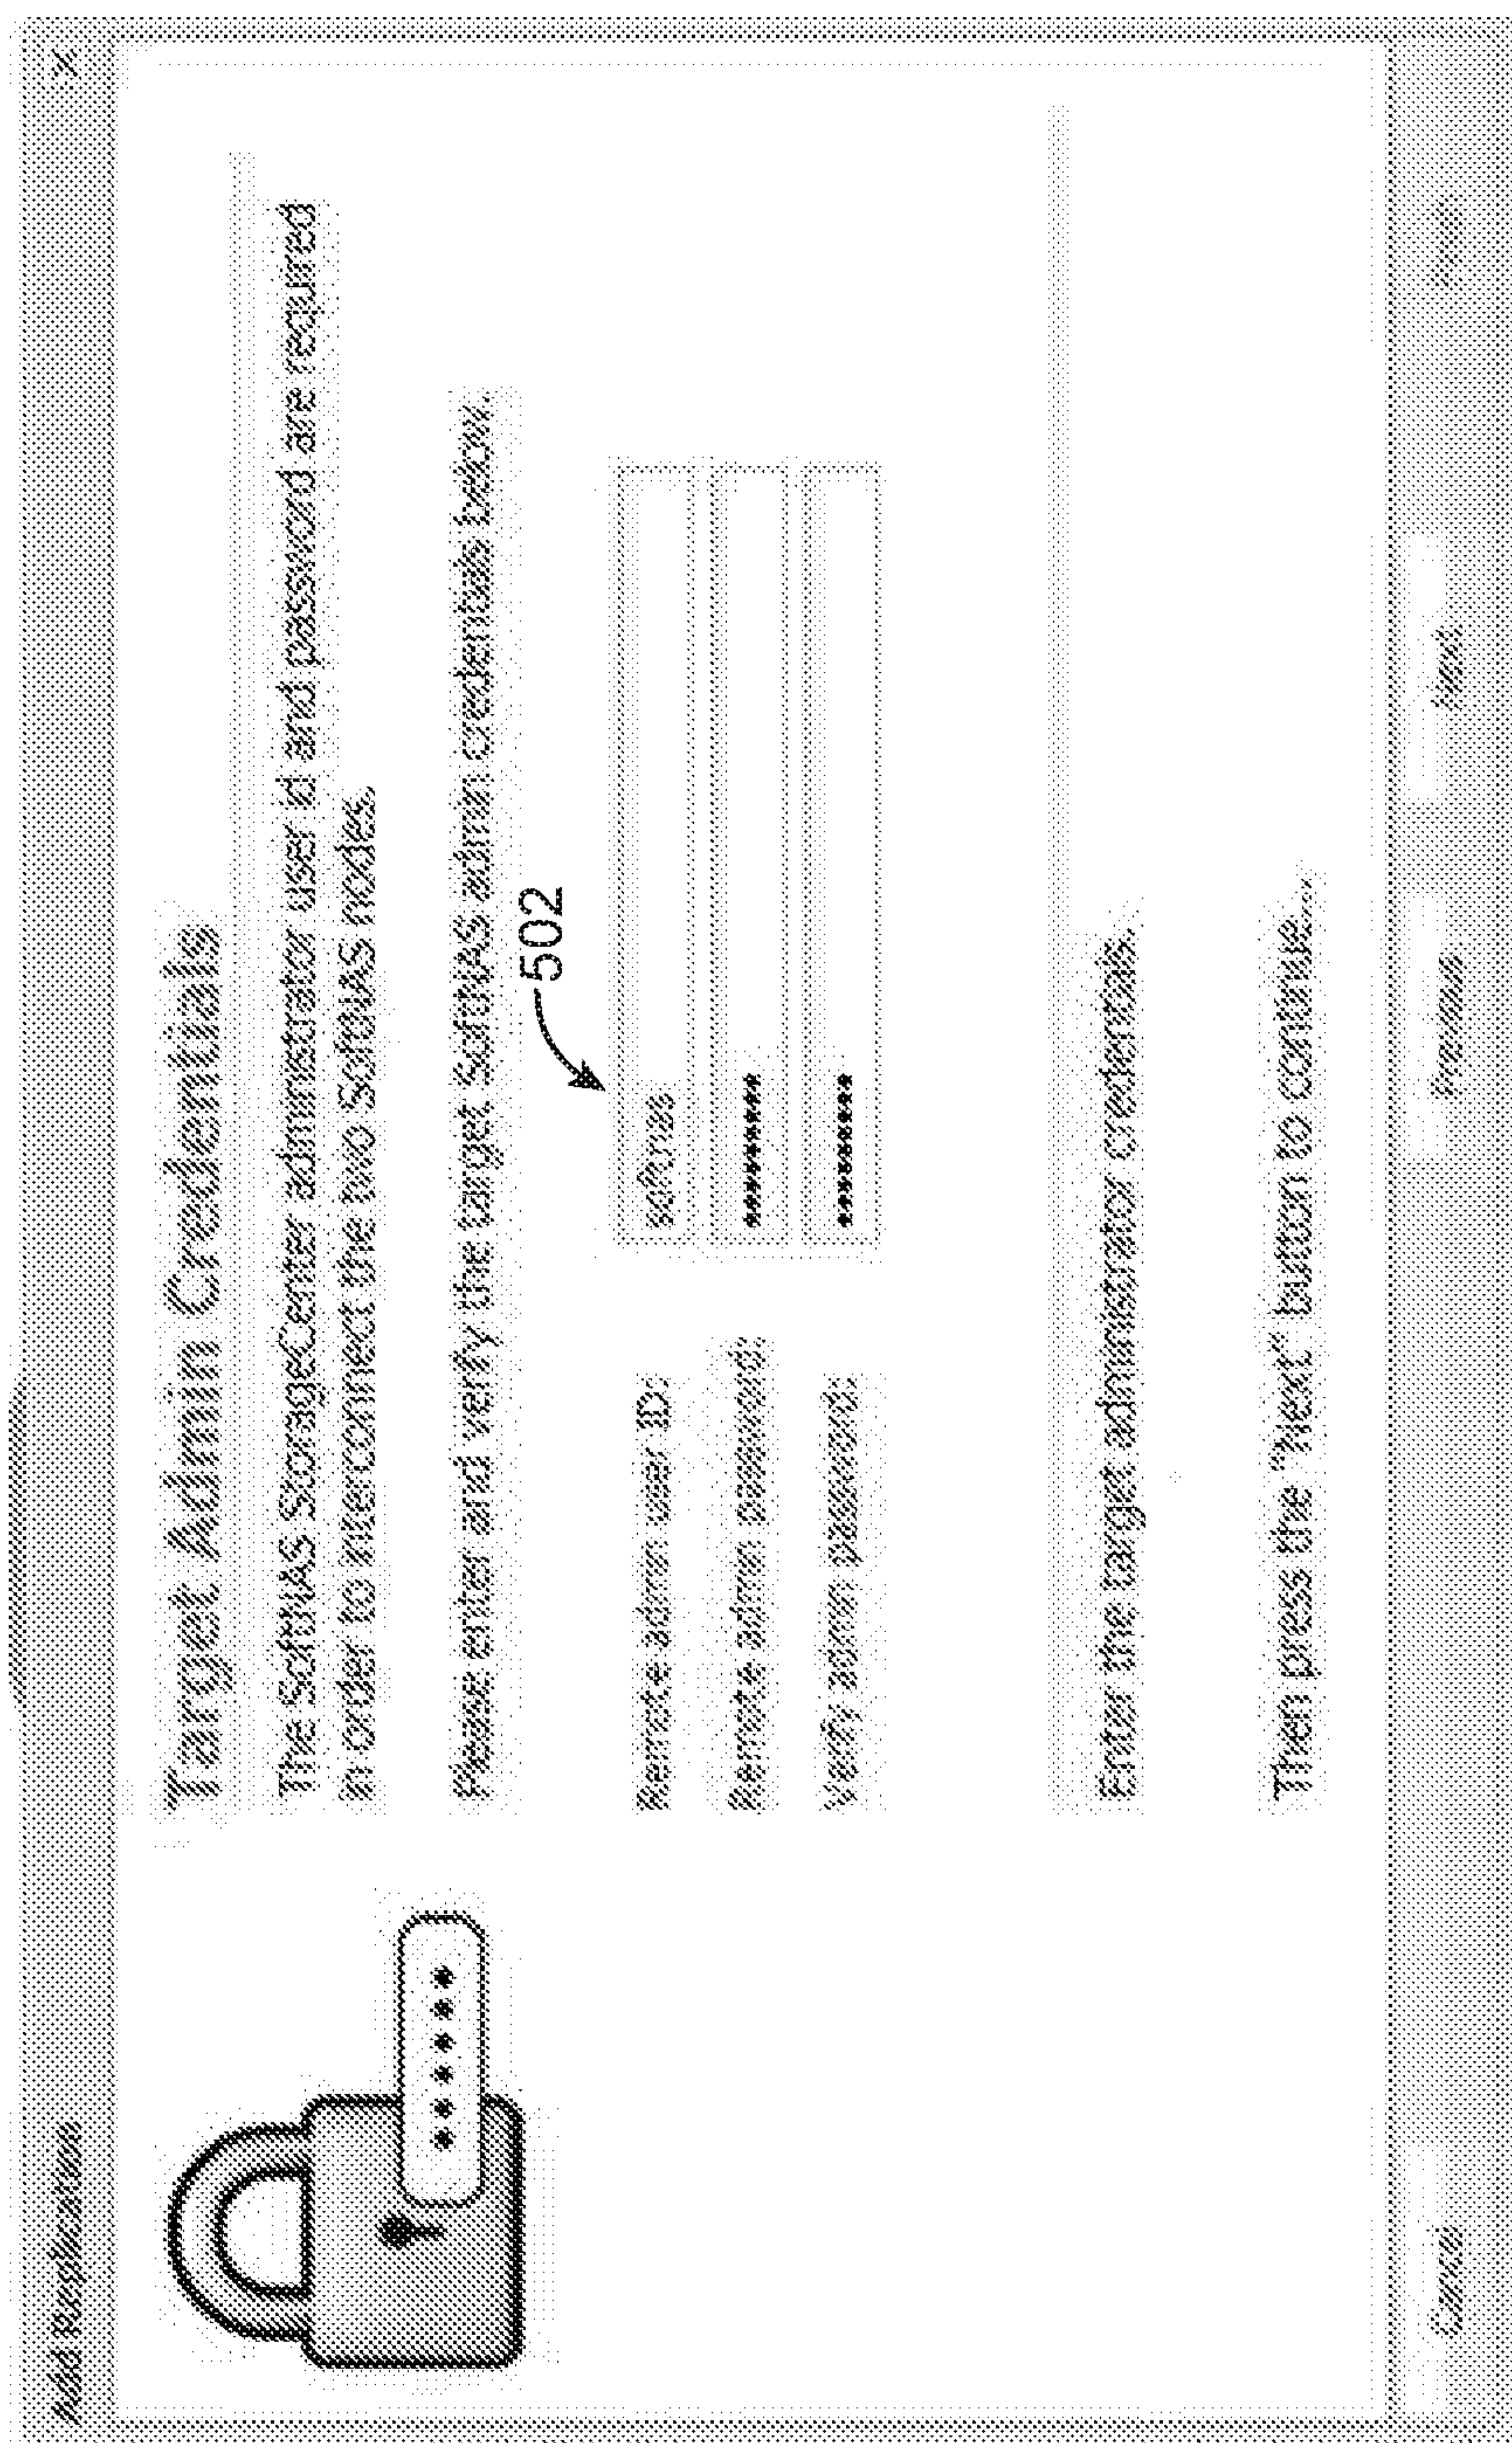 Add Replication
X
Target Admin Credentials
The SoftNAS StorageCenter administrator user id and password are required
in order to interconnect the two SoftNAS nodes.
Please enter and verify the target SoftNAS admin credentials below.
502
Remote admin user ID: softnas
Remote admin password: ********
Verify admin password: ********
******
Enter the target administrator credentials.
Then press the "Next" button to continue...
Cancel Previous Next